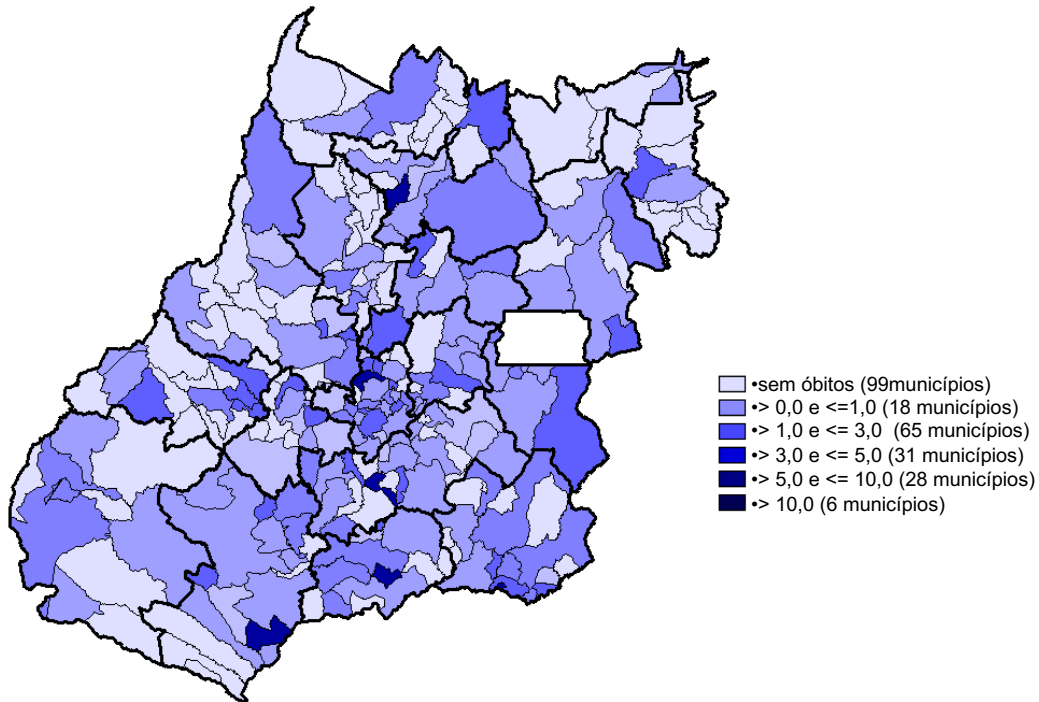 •sem óbitos (99municípios)
•> 0,0 e <=1,0 (18 municípios)
•> 1,0 e <= 3,0 (65 municípios)
•> 3,0 e <= 5,0 (31 municípios)
•> 5,0 e <= 10,0 (28 municípios)
•> 10,0 (6 municípios)